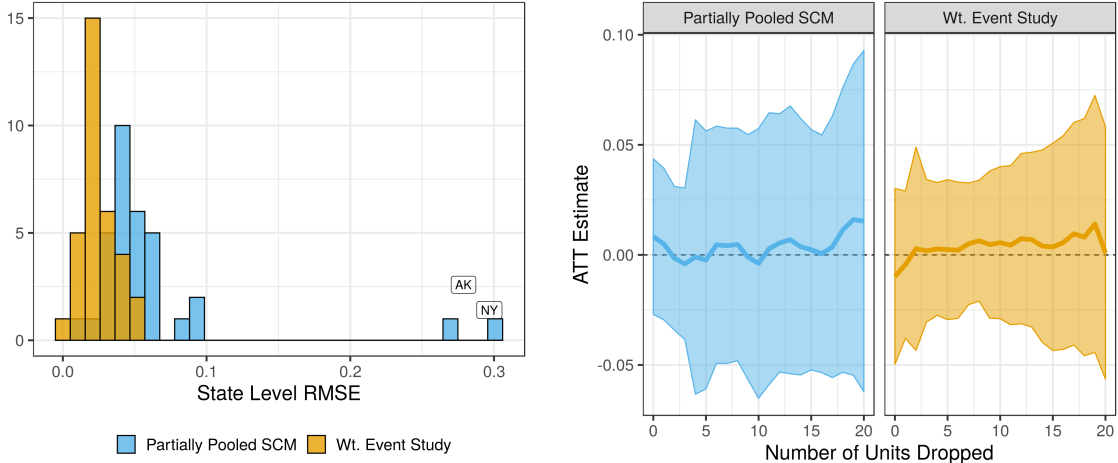 15
10
5
0
AK
NY
0.0 0.1 0.2 0.3
State Level RMSE
Partially Pooled SCM Wt. Event Study
Partially Pooled SCM Wt. Event Study
ATT Estimate
0.10
0.05
0.00
-0.05
0 5 10 15 20 0 5 10 15 20
Number of Units Dropped